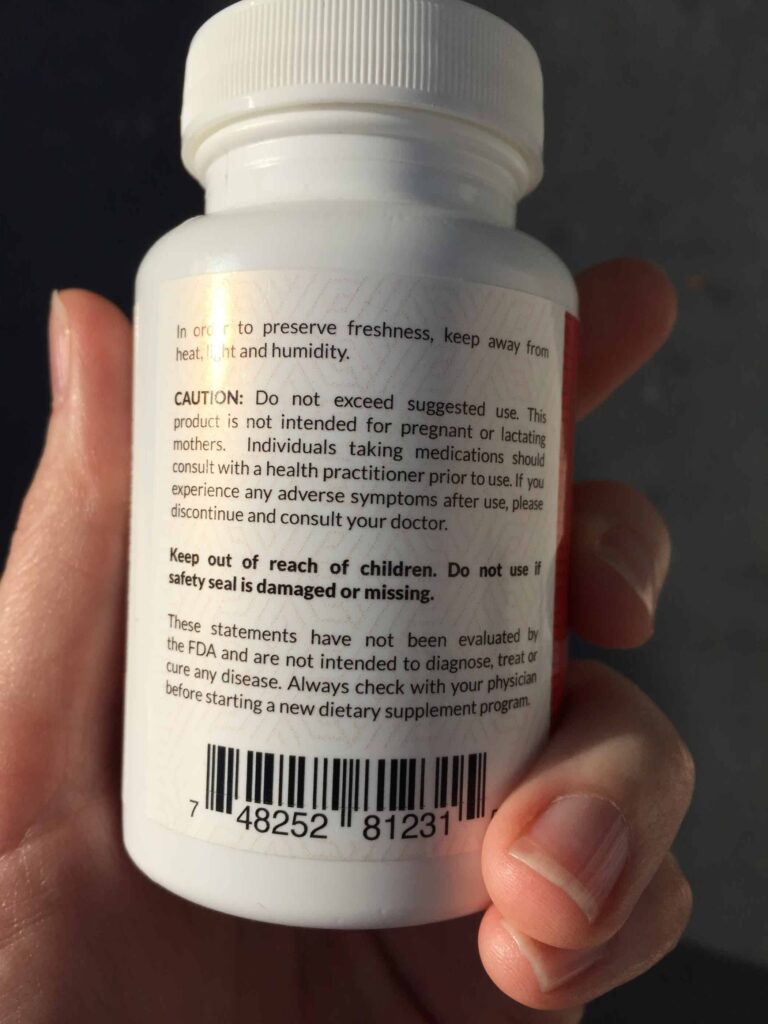 In order to preserve freshness, keep away from
heat, light and humidity.
CAUTION: Do not exceed suggested use. This
product is not intended for pregnant or lactating
mothers. Individuals taking medications should
consult with a health practitioner prior to use. If you
experience any adverse symptoms after use, please
discontinue and consult your doctor.
Keep out of reach of children. Do not use if
safety seal is damaged or missing.
These statements have not been evaluated by
the FDA and are not intended to diagnose, treat or
cure any disease. Always check with your physician
before starting a new dietary supplement program.
7 48252 81231